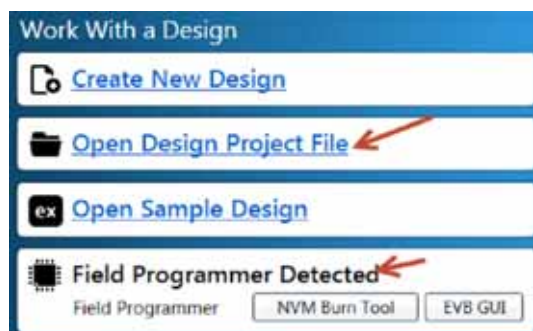 Work With a Design
Create New Design
Open Design Project File
ex Open Sample Design
Field Programmer Detected
Field Programmer NVM Burn Tool EVB GUI